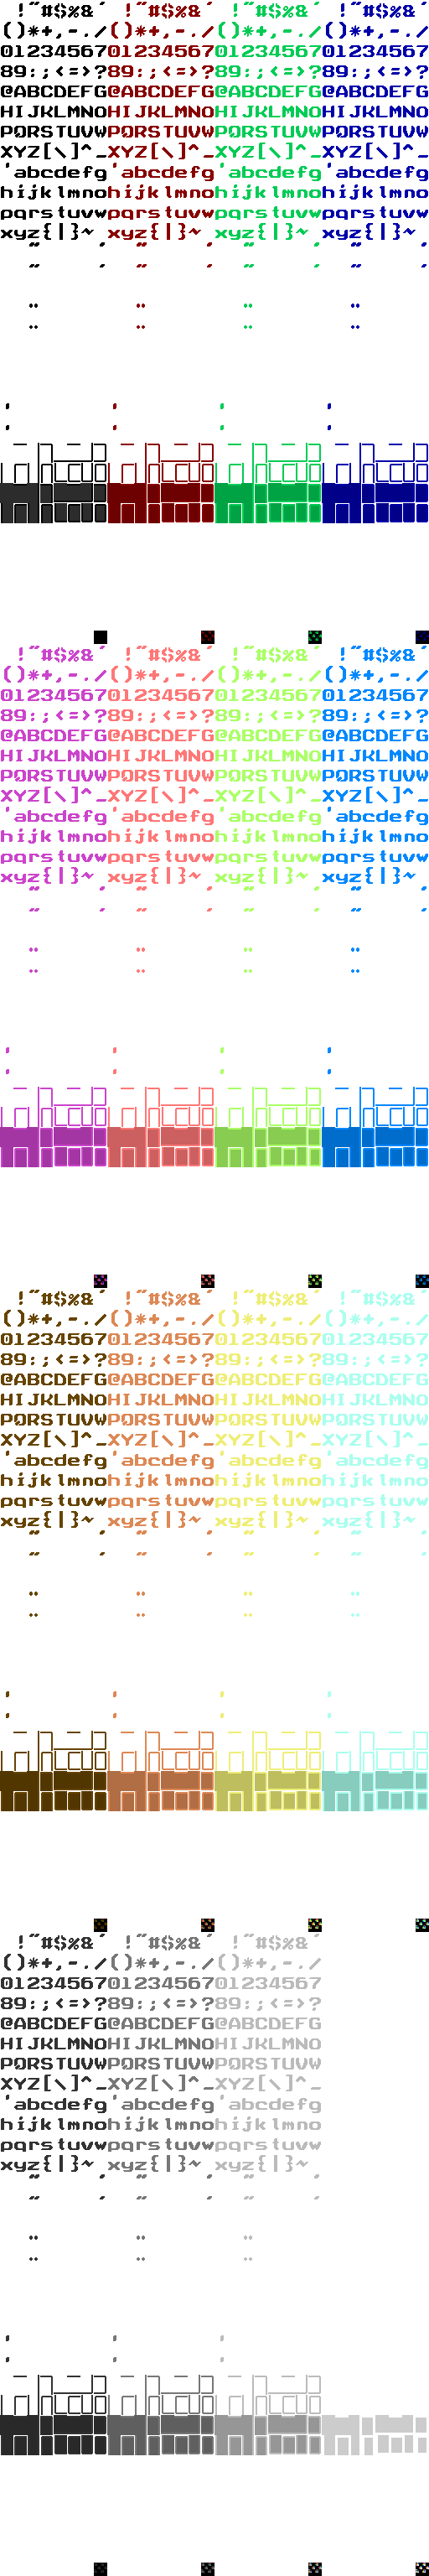 !"#$%&' !"#$%&' !"#$%&' !"#$%&'
()*+,-./()*+,-./()*+,-./()*+,-./
01234567012345670123456701234567
89:;<=>?89:;<=>?89:;<=>?89:;<=>?
@ABCDEFG@ABCDEFG@ABCDEFG@ABCDEFG
HIJKLMNOHIJKLMNOHIJKLMNOHIJKLMNO
PQRSTUVWPQRSTUVWPQRSTUVWPQRSTUVW
XYZ[\]^_XYZ[\]^_XYZ[\]^_XYZ[\]^_
'abcdefg'abcdefg'abcdefg'abcdefg
hijklmnohijklmnohijklmnohijklmno
pqrstuvwpqrstuvwpqrstuvwpqrstuvw
xyz{|}~ xyz{|}~ xyz{|}~ xyz{|}~
!"#$%&' !"#$%&' !"#$%&' !"#$%&'
()*+,-./()*+,-./()*+,-./()*+,-./
01234567012345670123456701234567
89:;<=>?89:;<=>?89:;<=>?89:;<=>?
@ABCDEFG@ABCDEFG@ABCDEFG@ABCDEFG
HIJKLMNOHIJKLMNOHIJKLMNOHIJKLMNO
PQRSTUVWPQRSTUVWPQRSTUVWPQRSTUVW
XYZ[\]^_XYZ[\]^_XYZ[\]^_XYZ[\]^_
'abcdefg'abcdefg'abcdefg'abcdefg
hijklmnohijklmnohijklmnohijklmno
pqrstuvwpqrstuvwpqrstuvwpqrstuvw
xyz{|}~ xyz{|}~ xyz{|}~ xyz{|}~
!"#$%&' !"#$%&' !"#$%&' !"#$%&'
()*+,-./()*+,-./()*+,-./()*+,-./
01234567012345670123456701234567
89:;<=>?89:;<=>?89:;<=>?89:;<=>?
@ABCDEFG@ABCDEFG@ABCDEFG@ABCDEFG
HIJKLMNOHIJKLMNOHIJKLMNOHIJKLMNO
PQRSTUVWPQRSTUVWPQRSTUVWPQRSTUVW
XYZ[\]^_XYZ[\]^_XYZ[\]^_XYZ[\]^_
'abcdefg'abcdefg'abcdefg'abcdefg
hijklmnohijklmnohijklmnohijklmno
pqrstuvwpqrstuvwpqrstuvwpqrstuvw
xyz{|}~ xyz{|}~ xyz{|}~ xyz{|}~
!"#$%&' !"#$%&' !"#$%&'
()*+,-./()*+,-./()*+,-./
012345670123456701234567
89:;<=>?89:;<=>?89:;<=>?
@ABCDEFG@ABCDEFG@ABCDEFG
HIJKLMNOHIJKLMNOHIJKLMNO
PQRSTUVWPQRSTUVWPQRSTUVW
XYZ[\]^_XYZ[\]^_XYZ[\]^_
'abcdefg'abcdefg'abcdefg
hijklmnohijklmnohijklmno
pqrstuvwpqrstuvwpqrstuvw
xyz{|}~ xyz{|}~ xyz{|}~